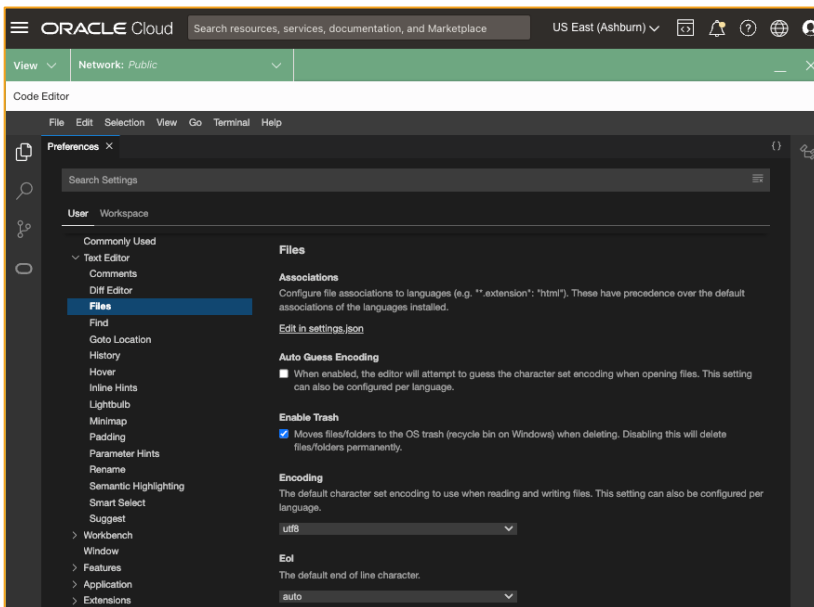 ORACLE Cloud
Search resources, services, documentation, and Marketplace
US East (Ashburn)
View
Network: Public
Code Editor
File Edit Selection View Go Terminal Help
Preferences
{}
Search Settings
User Workspace
Commonly Used
Text Editor
Comments
Diff Editor
Files
Find
Goto Location
History
Hover
Inline Hints
Lightbulb
Minimap
Padding
Parameter Hints
Rename
Semantic Highlighting
Smart Select
Suggest
Workbench
Window
Features
Application
Extensions
Files
Associations
Configure file associations to languages (e.g. "*.extension": "html"). These have precedence over the default
associations of the languages installed.
Edit in settings.json
Auto Guess Encoding
When enabled, the editor will attempt to guess the character set encoding when opening files. This setting
can also be configured per language.
Enable Trash
Moves files/folders to the OS trash (recycle bin on Windows) when deleting. Disabling this will delete
files/folders permanently.
Encoding
The default character set encoding to use when reading and writing files. This setting can also be configured per
language.
utf8
Eol
The default end of line character.
auto